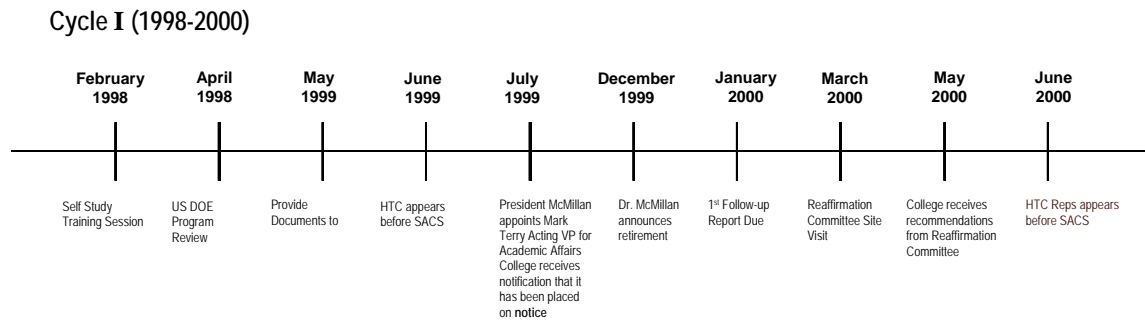 Cycle I (1998-2000)
February
1998
April
1998
May
1999
June
1999
July
1999
December
1999
January
2000
March
2000
May
2000
June
2000
Self Study
Training Session
US DOE
Program
Review
Provide
Documents to
HTC appears
before SACS
President McMillan
appoints Mark
Terry Acting VP for
Academic Affairs
College receives
notification that it
has been placed
on notice
Dr. McMillan
announces
retirement
1st Follow-up
Report Due
Reaffirmation
Committee Site
Visit
College receives
recommendations
from Reaffirmation
Committee
HTC Reps appears
before SACS